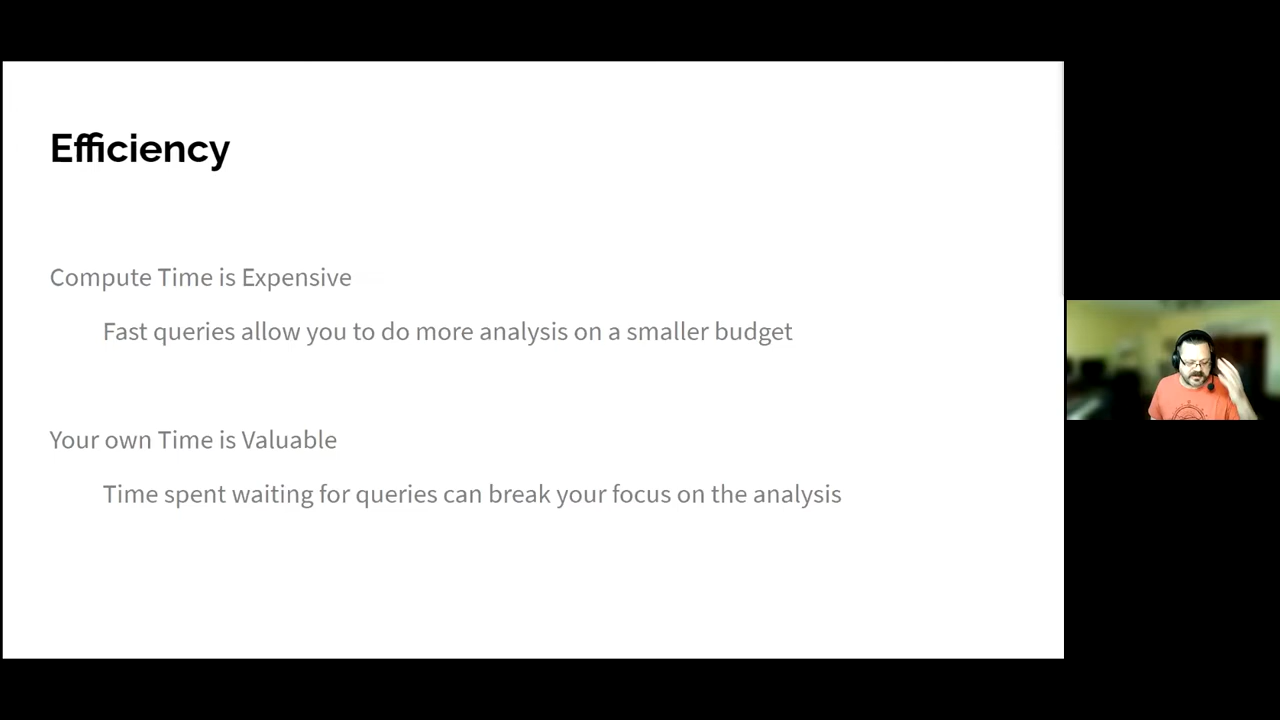 Efficiency
Compute Time is Expensive
Fast queries allow you to do more analysis on a smaller budget
Your own Time is Valuable
Time spent waiting for queries can break your focus on the analysis